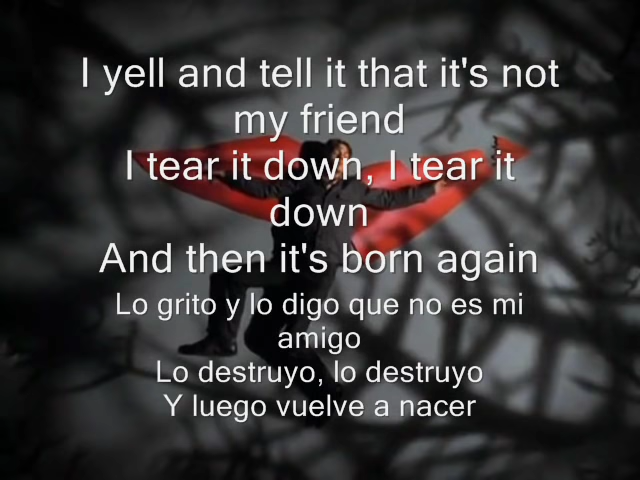 I yell and tell it that it's not
my friend
I tear it down, I tear it
down
And then it's born again
Lo grito y lo digo que no es mi
amigo
Lo destruyo, lo destruyo
Y luego vuelve a nacer